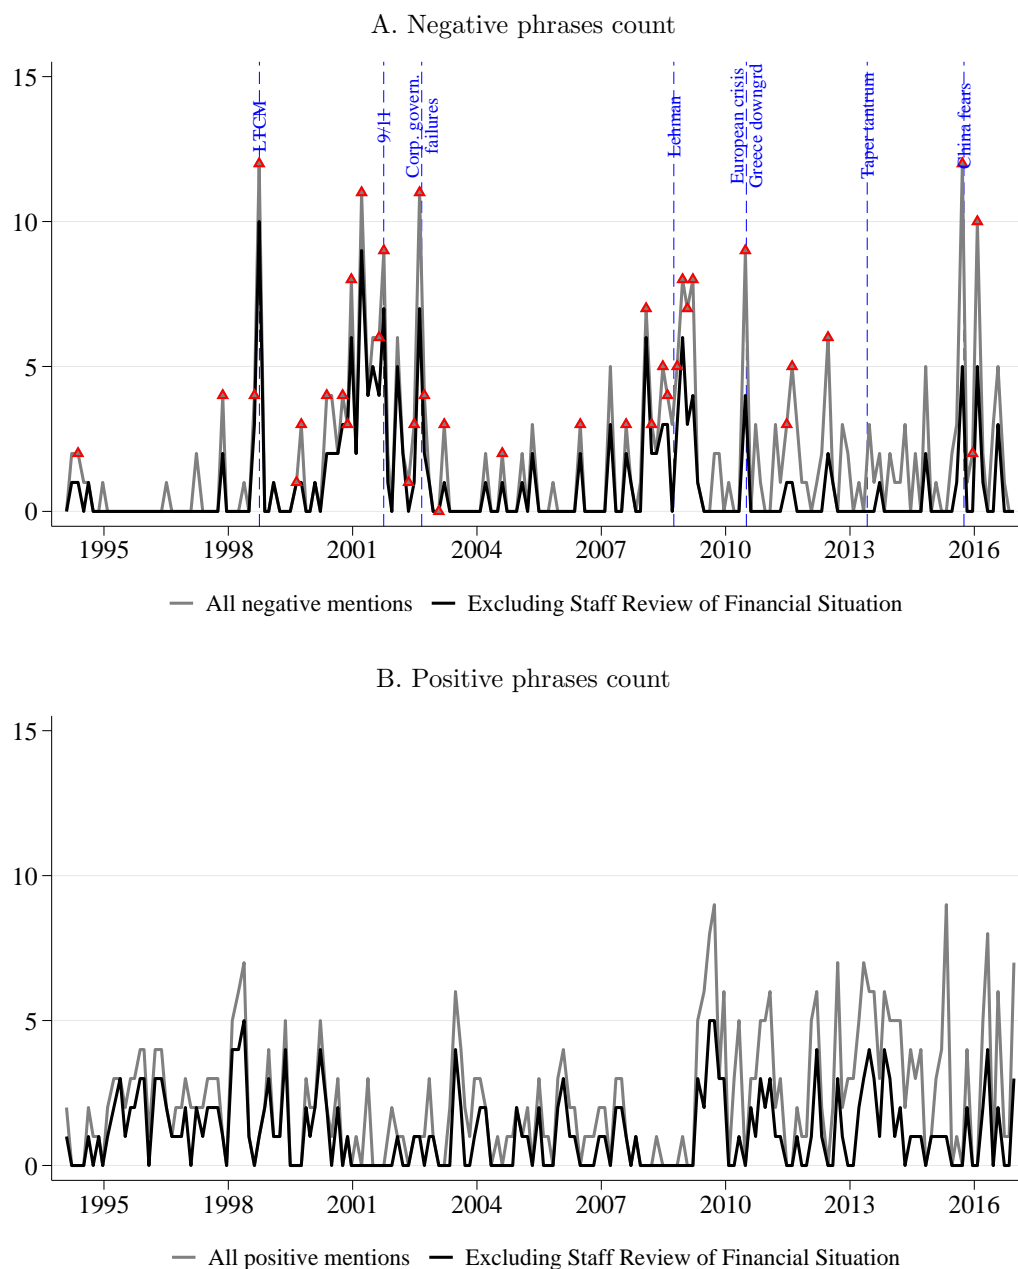 A. Negative phrases count
15
10
5
0
LTCM
9/11
Corp. govern.
failures
Lehman
European crisis
Greece downgrd
Taper tantrum
China fears
1995 1998 2001 2004 2007 2010 2013 2016
All negative mentions Excluding Staff Review of Financial Situation
B. Positive phrases count
15
10
5
0
1995 1998 2001 2004 2007 2010 2013 2016
All positive mentions Excluding Staff Review of Financial Situation